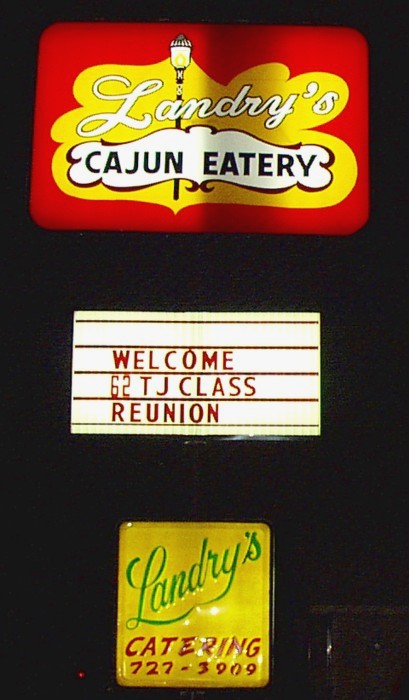 Landry's
CAJUN EATERY
WELCOME
62 TJ CLASS
REUNION
Landry's
CATERING
727-3909